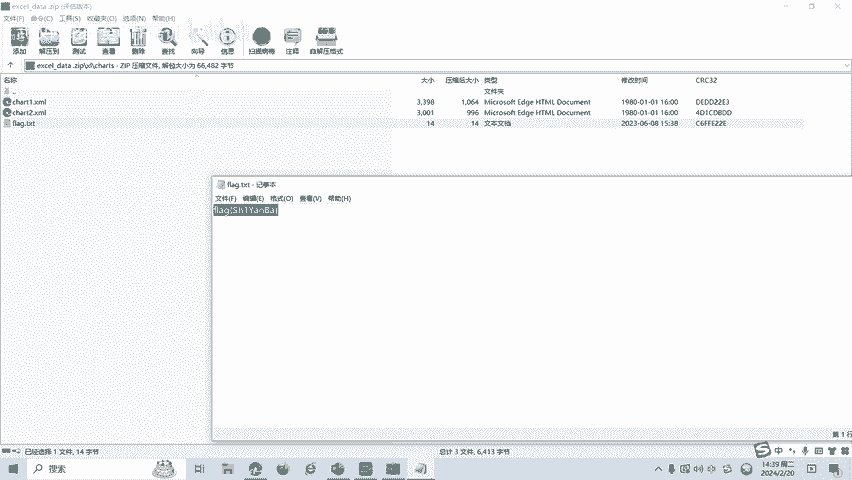 excel_data .zip (评估版本)
文件(F) 命令(C) 工具(S) 收藏夹(O) 选项(N) 帮助(H)
添加 解压到 测试 查看 删除 查找 向导 信息 扫描病毒 注释 自解压格式
excel_data .zip\xl\charts - ZIP 压缩文件, 解包大小为 66,482 字节
名称 大小 压缩后大小 类型 修改时间 CRC32
.. 文件夹
chart1.xml 3,398 1,064 Microsoft Edge HTML Document 1980-01-01 16:00 DEDD22E3
chart2.xml 3,001 996 Microsoft Edge HTML Document 1980-01-01 16:00 4D1CD8DD
flag.txt 14 14 文本文档 2023-06-08 15:38 C6FFE22E
flag.txt - 记事本
文件(F) 编辑(E) 格式(O) 查看(V) 帮助(H)
flag{Sh1YanBa}
第 1 行
已经选择 1 文件, 14 字节 总计 3 文件, 6,413 字节
中
搜索
14:39 周二
2024/2/20